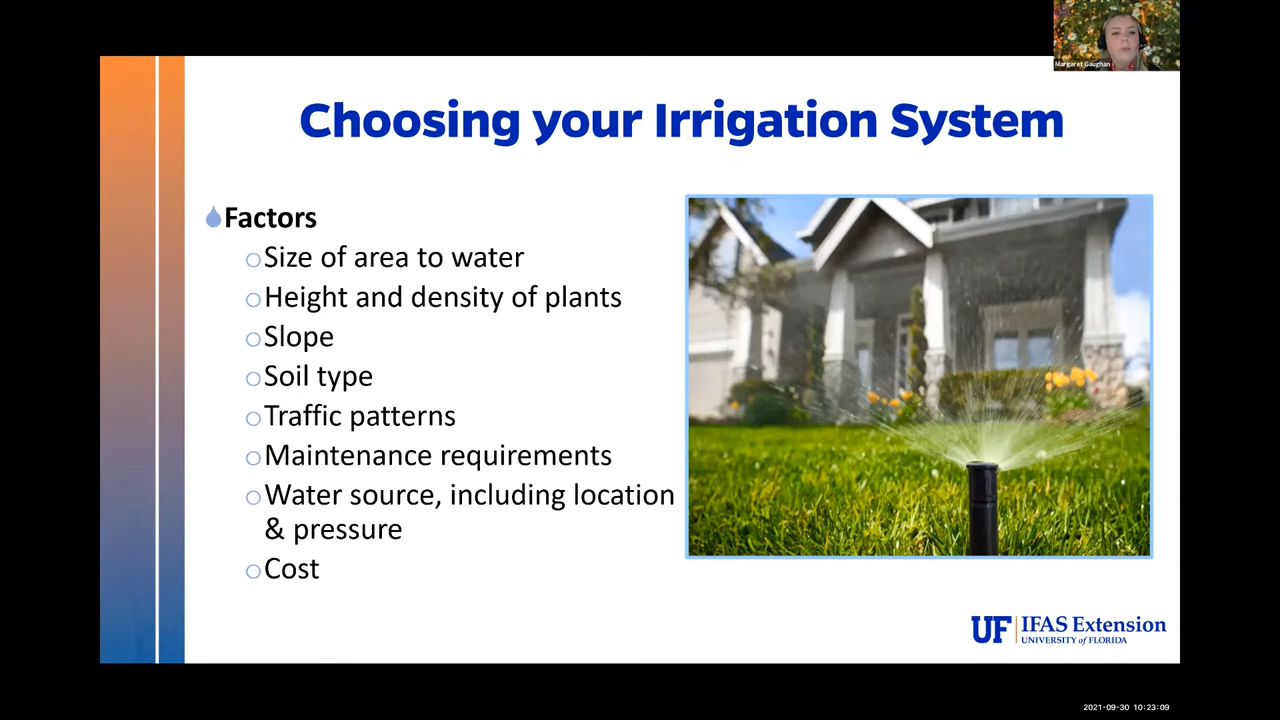 Margaret Gaughan
Choosing your Irrigation System
Factors
Size of area to water
Height and density of plants
Slope
Soil type
Traffic patterns
Maintenance requirements
Water source, including location
& pressure
Cost
UF IFAS Extension
UNIVERSITY of FLORIDA
2021-09-30 10:23:09